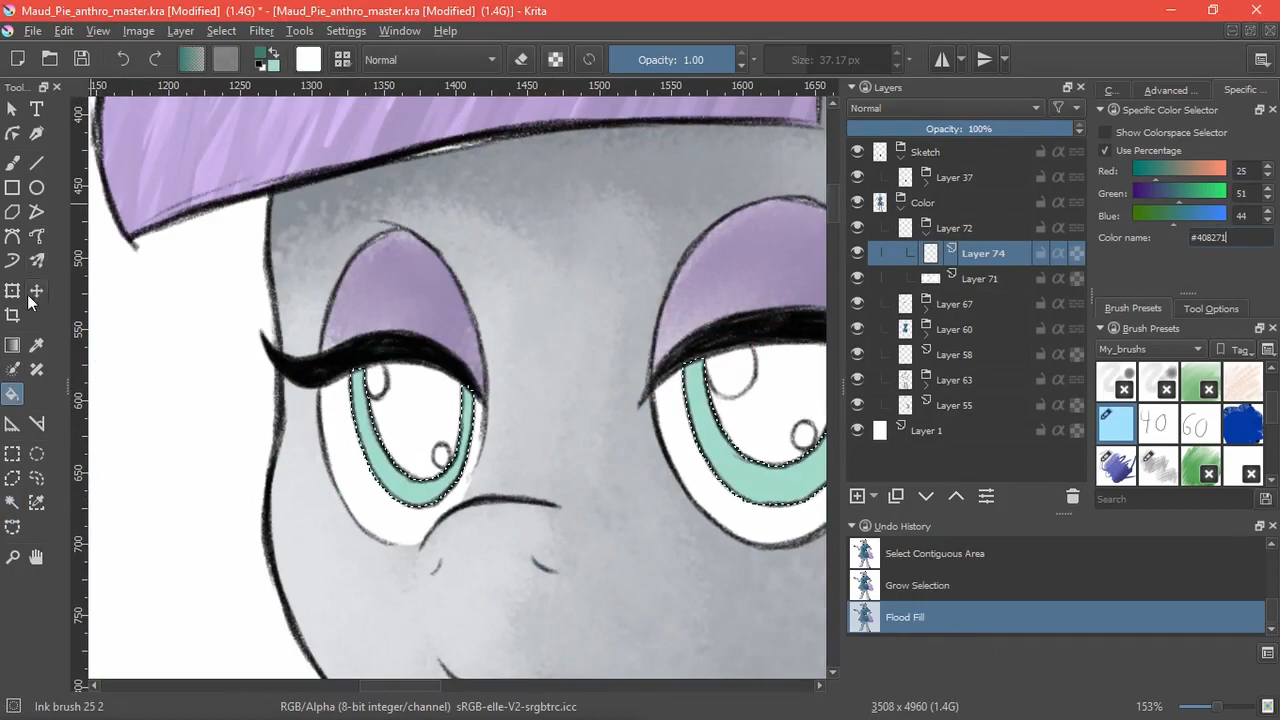 Maud_Pie_anthro_master.kra [Modified]  (1.4G) * - [Maud_Pie_anthro_master.kra [Modified]  (1.4G)] - Krita
File Edit View Image Layer Select Filter Tools Settings Window Help
Normal Opacity: 1.00 Size: 37.17 px
Tool...
1150 1200 1250 1300 1350 1400 1450 1500 1550 1600 1650
400
450
500
550
600
650
700
750
Layers
Normal
Opacity: 100%
Sketch
Layer 37
Color
Layer 72
Layer 74
Layer 71
Layer 67
Layer 60
Layer 58
Layer 63
Layer 55
Layer 1
Undo History
Select Contiguous Area
Grow Selection
Flood Fill
C... Advanced ... Specific ...
Specific Color Selector
Show Colorspace Selector
Use Percentage
Red: 25
Green: 51
Blue: 44
Color name: #408271
Brush Presets Tool Options
Brush Presets
My_brushes Tag
40 60
Search
Ink brush 25 2 RGB/Alpha (8-bit integer/channel)  sRGB-elle-V2-srgbtrc.icc 3508 x 4960 (1.4G) 153%